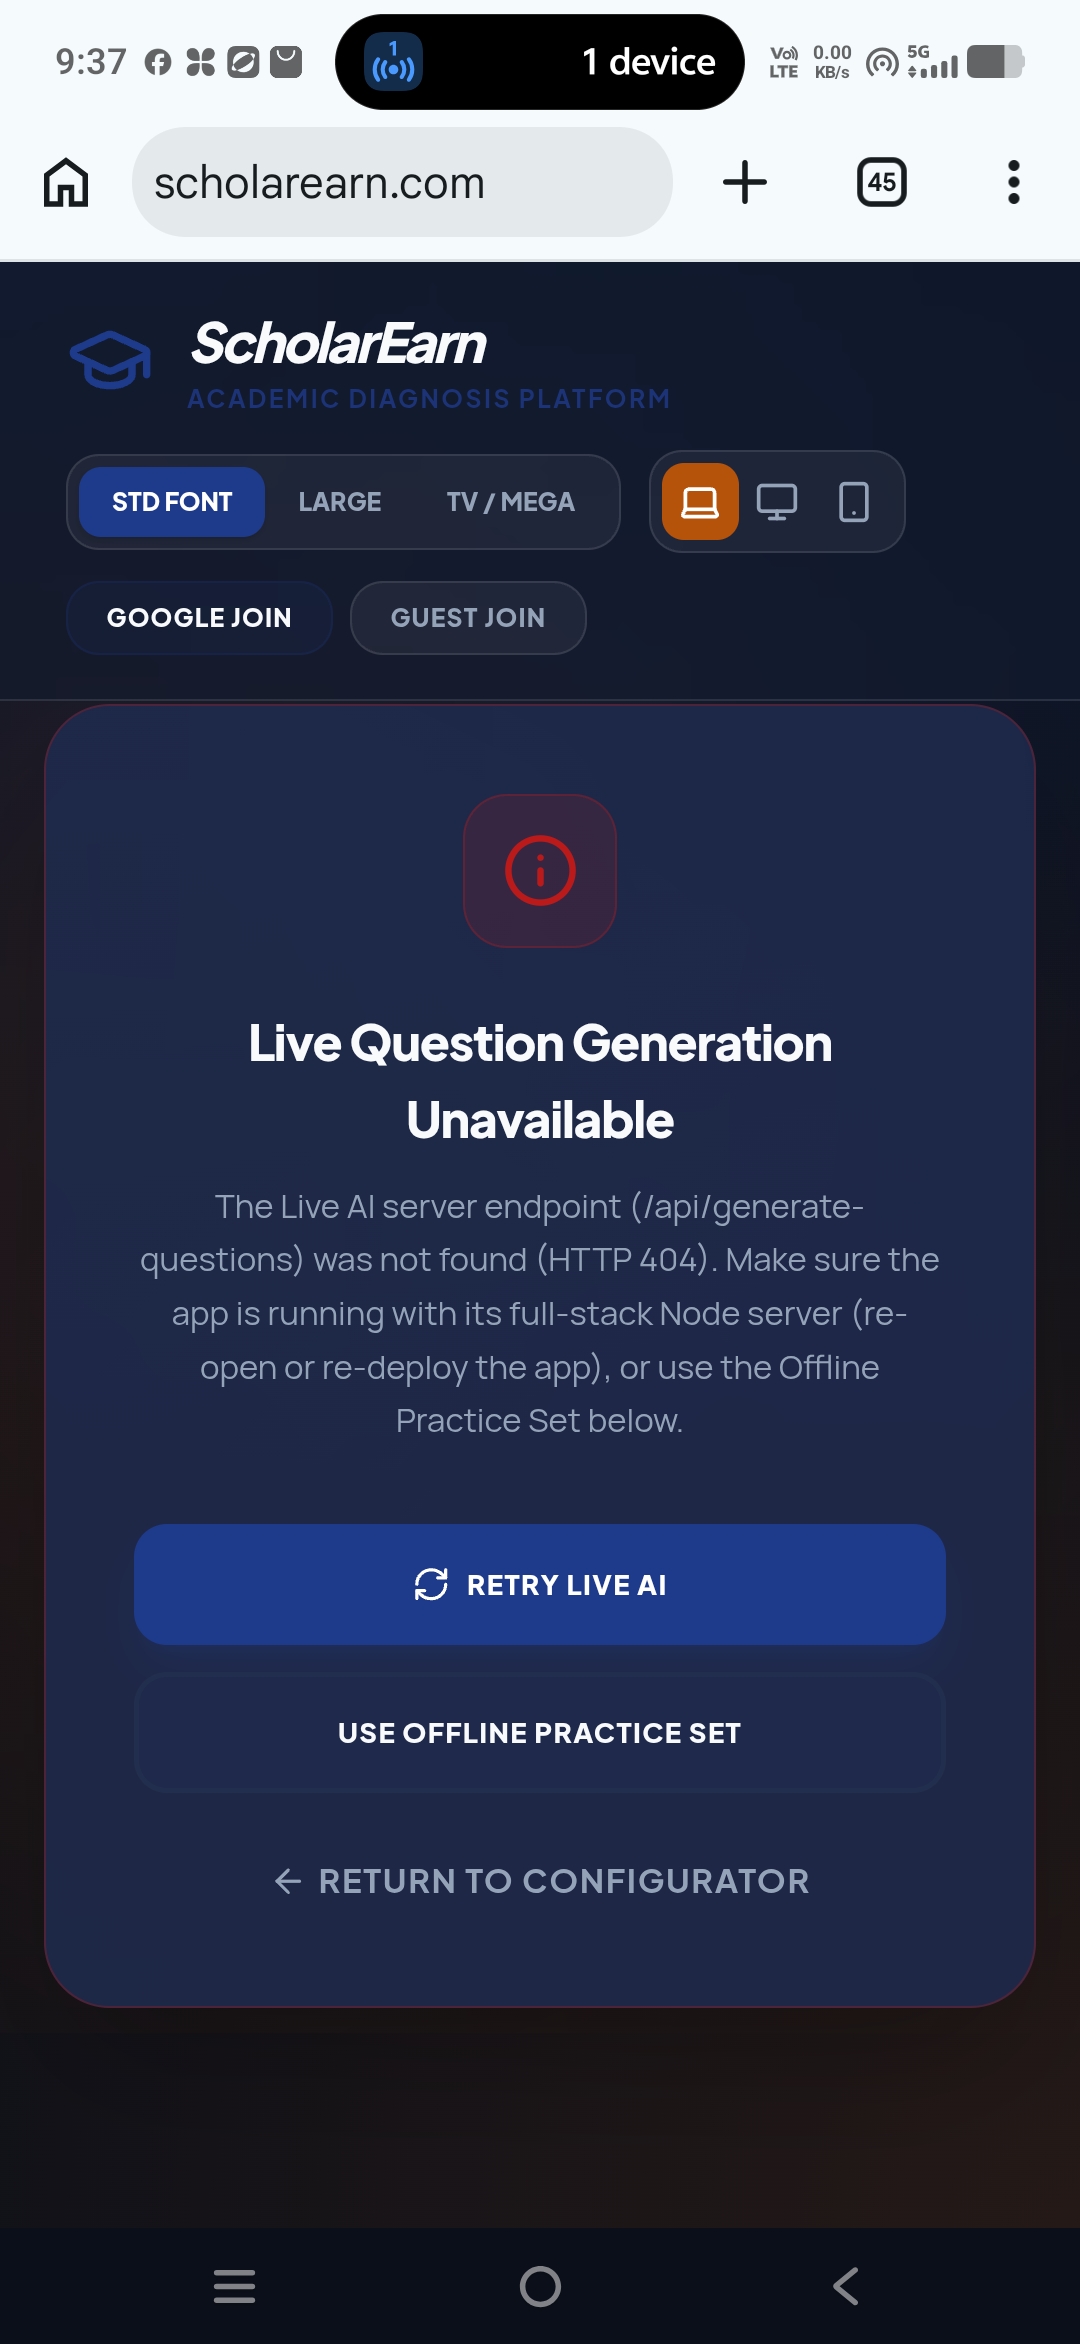 9:37
1
1 device
Vo LTE
0.00 KB/s
5G
scholarearn.com
45
ScholarEarn
ACADEMIC DIAGNOSIS PLATFORM
STD FONT LARGE TV / MEGA
GOOGLE JOIN GUEST JOIN
Live Question Generation
Unavailable
The Live AI server endpoint (/api/generate-
questions) was not found (HTTP 404). Make sure the
app is running with its full-stack Node server (re-
open or re-deploy the app), or use the Offline
Practice Set below.
RETRY LIVE AI
USE OFFLINE PRACTICE SET
← RETURN TO CONFIGURATOR